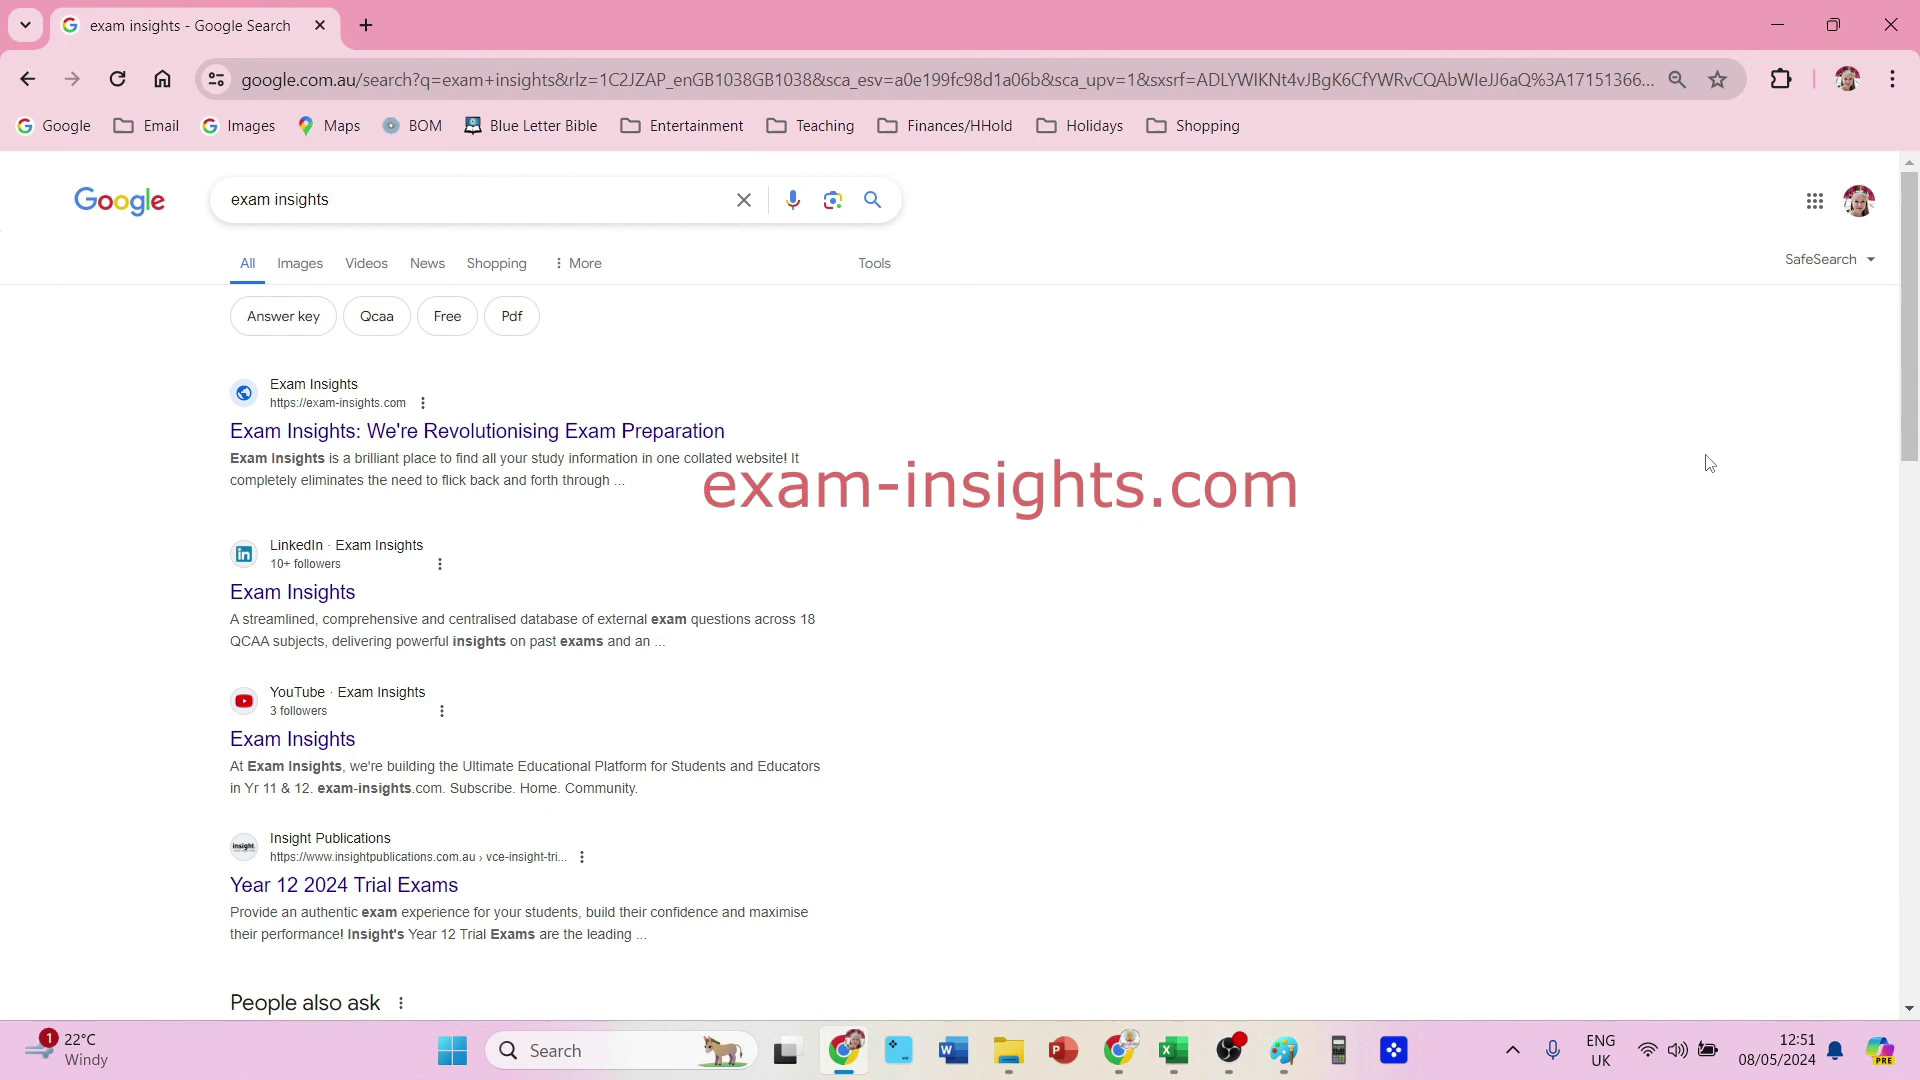 exam insights - Google Search
google.com.au/search?q=exam+insights&rlz=1C2JZAP_enGB1038GB1038&sca_esv=a0e199fc98d1a06b&sca_upv=1&sxsrf=ADLYWIKNt4vJBgK6CfYWRvCQAbWIeJJ6aQ%3A17151366...
Google Email Images Maps BOM Blue Letter Bible Entertainment Teaching Finances/HHold Holidays Shopping
Google
exam insights
All Images Videos News Shopping More Tools
SafeSearch
Answer key Qcaa Free Pdf
Exam Insights
https://exam-insights.com
Exam Insights: We're Revolutionising Exam Preparation
Exam Insights is a brilliant place to find all your study information in one collated website! It
completely eliminates the need to flick back and forth through ...
exam-insights.com
LinkedIn · Exam Insights
10+ followers
Exam Insights
A streamlined, comprehensive and centralised database of external exam questions across 18
QCAA subjects, delivering powerful insights on past exams and an ...
YouTube · Exam Insights
3 followers
Exam Insights
At Exam Insights, we're building the Ultimate Educational Platform for Students and Educators
in Yr 11 & 12. exam-insights.com. Subscribe. Home. Community.
insight.
Insight Publications
https://www.insightpublications.com.au › vce-insight-tri...
Year 12 2024 Trial Exams
Provide an authentic exam experience for your students, build their confidence and maximise
their performance! Insight's Year 12 Trial Exams are the leading ...
People also ask
1
22°C
Windy
Search
ENG
UK
12:51
08/05/2024
PRE